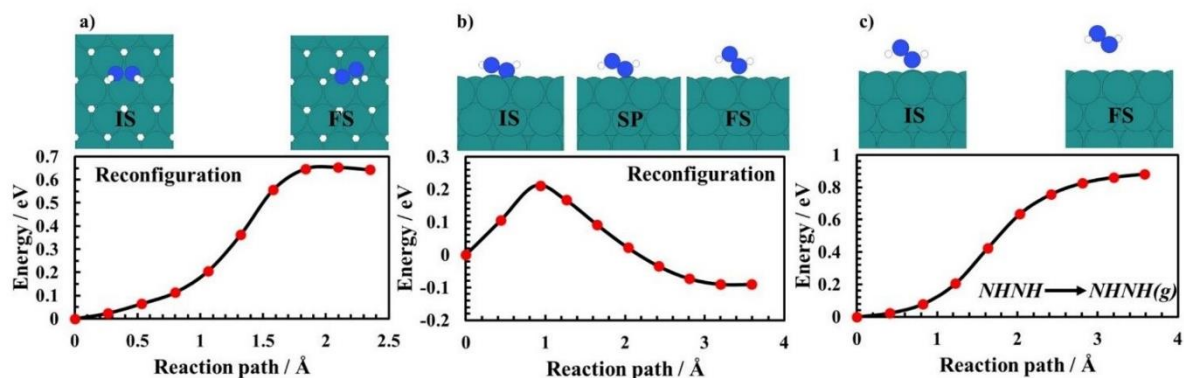 a)
IS
FS
Reconfiguration
Energy / eV
0.7
0.6
0.5
0.4
0.3
0.2
0.1
0
0 0.5 1 1.5 2 2.5
Reaction path / Å
b)
IS
SP
FS
Reconfiguration
Energy / eV
0.3
0.2
0.1
0
-0.1
-0.2
0 1 2 3 4
Reaction path / Å
c)
IS
FS
Energy / eV
1
0.8
0.6
0.4
0.2
0
NHNH → NHNH(g)
0 1 2 3 4
Reaction path / Å